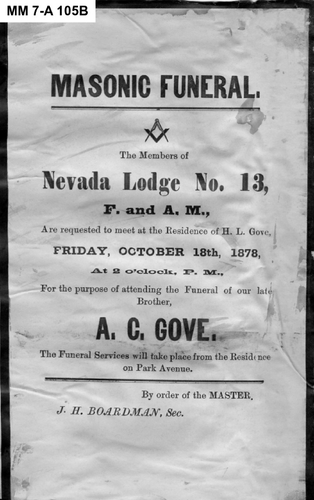 MM 7-A 105B
MASONIC FUNERAL.
The Members of
Nevada Lodge No. 13,
F. and A. M.,
Are requested to meet at the Residence of H. L. Gove,
FRIDAY, OCTOBER 18th, 1878,
At 2 o'clock, P. M.,
For the purpose of attending the Funeral of our late
Brother,
A. C. GOVE.
The Funeral Services will take place from the Residence
on Park Avenue.
By order of the MASTER,
J. H. BOARDMAN, Sec.